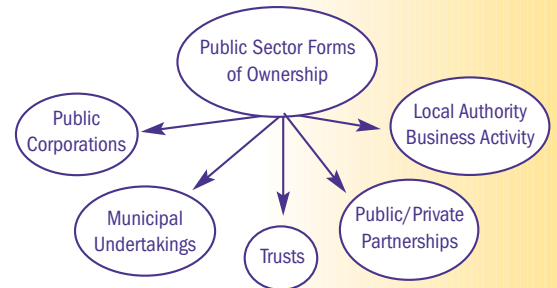 Public Sector Forms
of Ownership
Public
Corporations
Local Authority
Business Activity
Municipal
Undertakings
Trusts
Public/Private
Partnerships